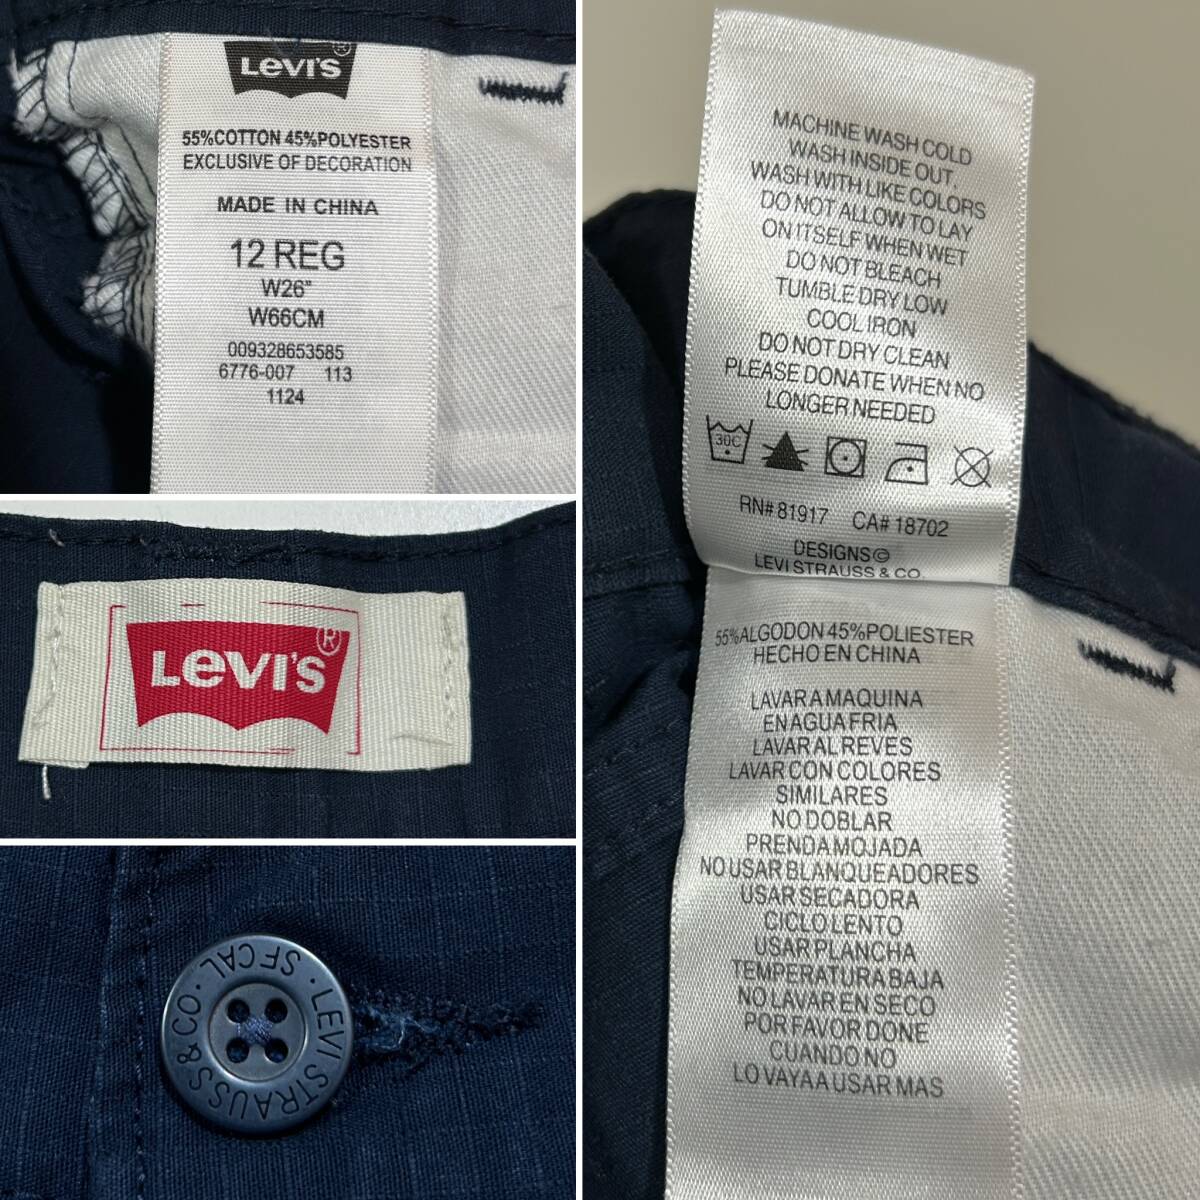 LEVI'S®
55%COTTON 45%POLYESTER
EXCLUSIVE OF DECORATION
MADE IN CHINA
12 REG
W26"
W66CM
009328653585
6776-007 113
1124
LEVI'S®
SFCAL·LEVI STRAUSS&CO·
MACHINE WASH COLD
WASH INSIDE OUT,
WASH WITH LIKE COLORS
DO NOT ALLOW TO LAY
ON ITSELF WHEN WET
DO NOT BLEACH
TUMBLE DRY LOW
COOL IRON
DO NOT DRY CLEAN
PLEASE DONATE WHEN NO
LONGER NEEDED
30C
RN# 81917 CA# 18702
DESIGNS©
LEVI STRAUSS & CO.
55%ALGODON 45%POLIESTER
HECHO EN CHINA
LAVAR A MAQUINA
EN AGUA FRIA
LAVAR AL REVES
LAVAR CON COLORES
SIMILARES
NO DOBLAR
PRENDA MOJADA
NO USAR BLANQUEADORES
USAR SECADORA
CICLO LENTO
USAR PLANCHA
TEMPERATURA BAJA
NO LAVAR EN SECO
POR FAVOR DONE
CUANDO NO
LO VAYA A USAR MAS